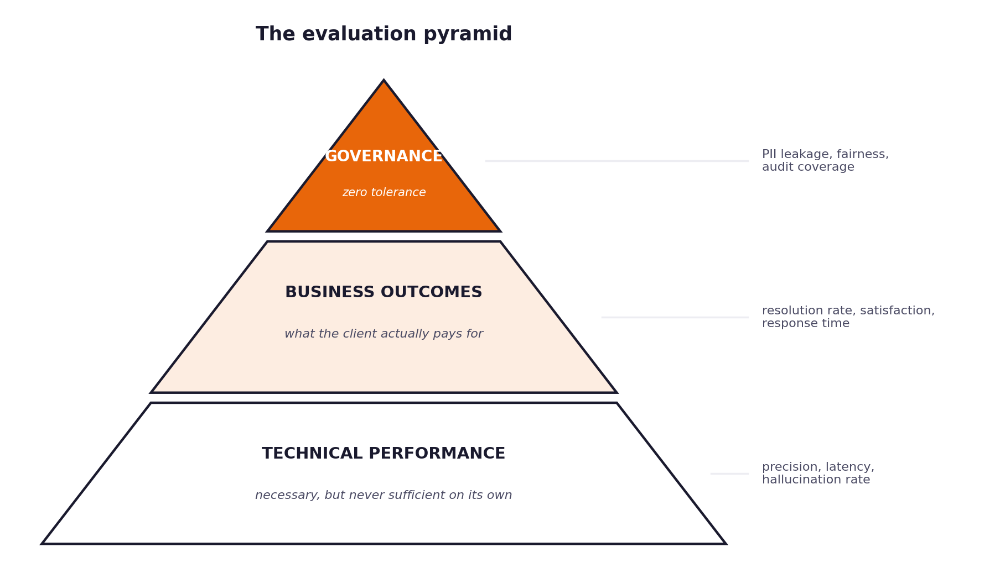 The evaluation pyramid
GOVERNANCE
zero tolerance
PII leakage, fairness,
audit coverage
BUSINESS OUTCOMES
what the client actually pays for
resolution rate, satisfaction,
response time
TECHNICAL PERFORMANCE
necessary, but never sufficient on its own
precision, latency,
hallucination rate